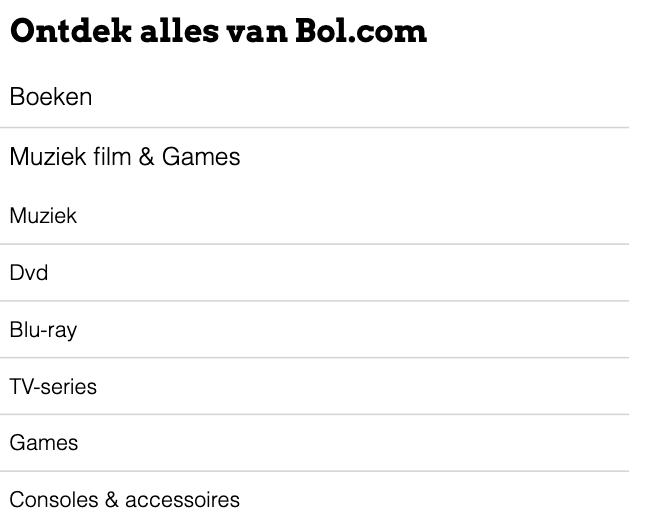 Ontdek alles van Bol.com
Boeken
Muziek film & Games
Muziek
Dvd
Blu-ray
TV-series
Games
Consoles & accessoires